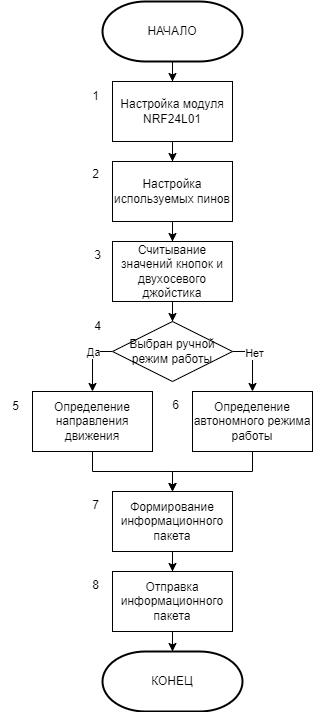 НАЧАЛО
1
Настройка модуля
NRF24L01
2
Настройка
используемых пинов
3
Считывание
значений кнопок и
двухосевого
джойстика
4
Выбран ручной
режим работы
Да
Нет
5
Определение
направления
движения
6
Определение
автономного режима
работы
7
Формирование
информационного
пакета
8
Отправка
информационного
пакета
КОНЕЦ